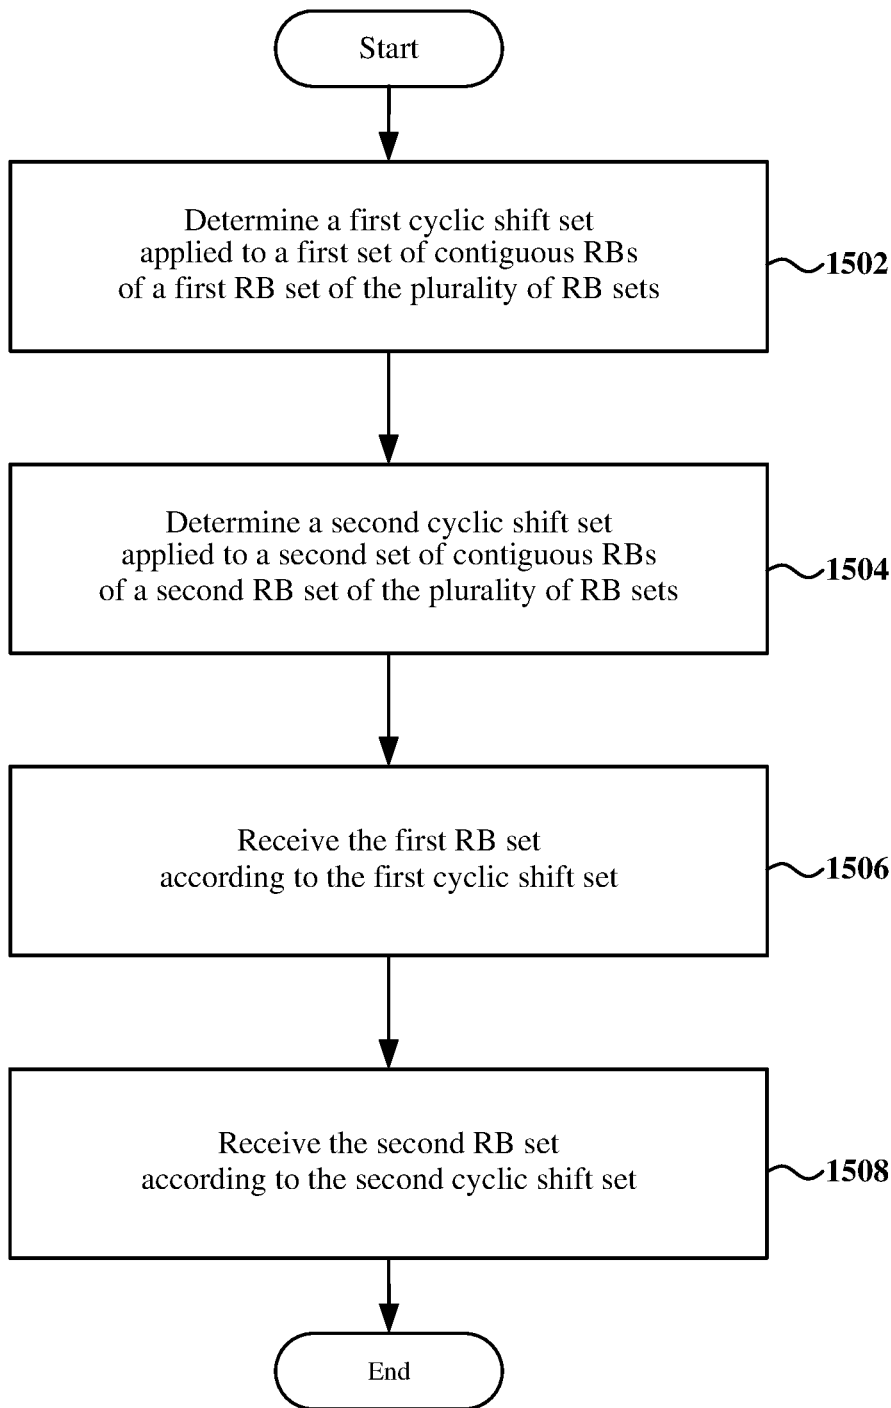 Start
Determine a first cyclic shift set
applied to a first set of contiguous RBs
of a first RB set of the plurality of RB sets
1502
Determine a second cyclic shift set
applied to a second set of contiguous RBs
of a second RB set of the plurality of RB sets
1504
Receive the first RB set
according to the first cyclic shift set
1506
Receive the second RB set
according to the second cyclic shift set
1508
End